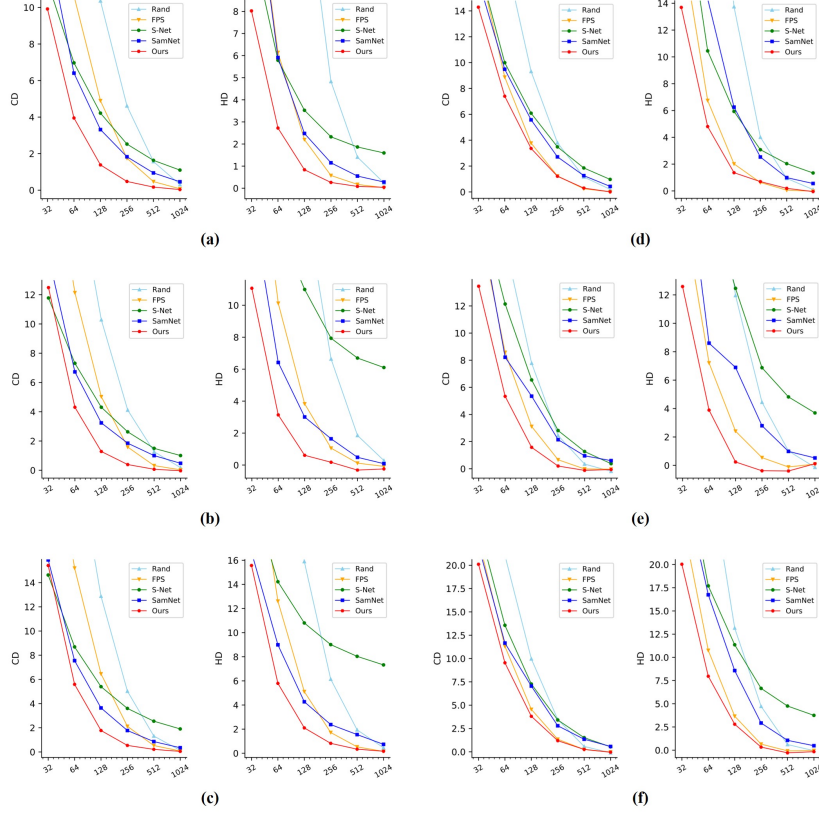 10
8
6
4
2
0
CD
Rand
FPS
S-Net
SamNet
Ours
32
64
128
256
512
1024
8
7
6
5
4
3
2
1
0
HD
Rand
FPS
S-Net
SamNet
Ours
32
64
128
256
512
1024
(a)
14
12
10
8
6
4
2
0
CD
Rand
FPS
S-Net
SamNet
Ours
32
64
128
256
512
1024
14
12
10
8
6
4
2
0
HD
Rand
FPS
S-Net
SamNet
Ours
32
64
128
256
512
1024
(d)
12
10
8
6
4
2
0
CD
Rand
FPS
S-Net
SamNet
Ours
32
64
128
256
512
1024
10
8
6
4
2
0
HD
Rand
FPS
S-Net
SamNet
Ours
32
64
128
256
512
1024
(b)
12
10
8
6
4
2
0
CD
Rand
FPS
S-Net
SamNet
Ours
32
64
128
256
512
1024
12
10
8
6
4
2
0
HD
Rand
FPS
S-Net
SamNet
Ours
32
64
128
256
512
1024
(e)
14
12
10
8
6
4
2
0
CD
Rand
FPS
S-Net
SamNet
Ours
32
64
128
256
512
1024
16
14
12
10
8
6
4
2
0
HD
Rand
FPS
S-Net
SamNet
Ours
32
64
128
256
512
1024
(c)
20.0
17.5
15.0
12.5
10.0
7.5
5.0
2.5
0.0
CD
Rand
FPS
S-Net
SamNet
Ours
32
64
128
256
512
1024
20.0
17.5
15.0
12.5
10.0
7.5
5.0
2.5
0.0
HD
Rand
FPS
S-Net
SamNet
Ours
32
64
128
256
512
1024
(f)